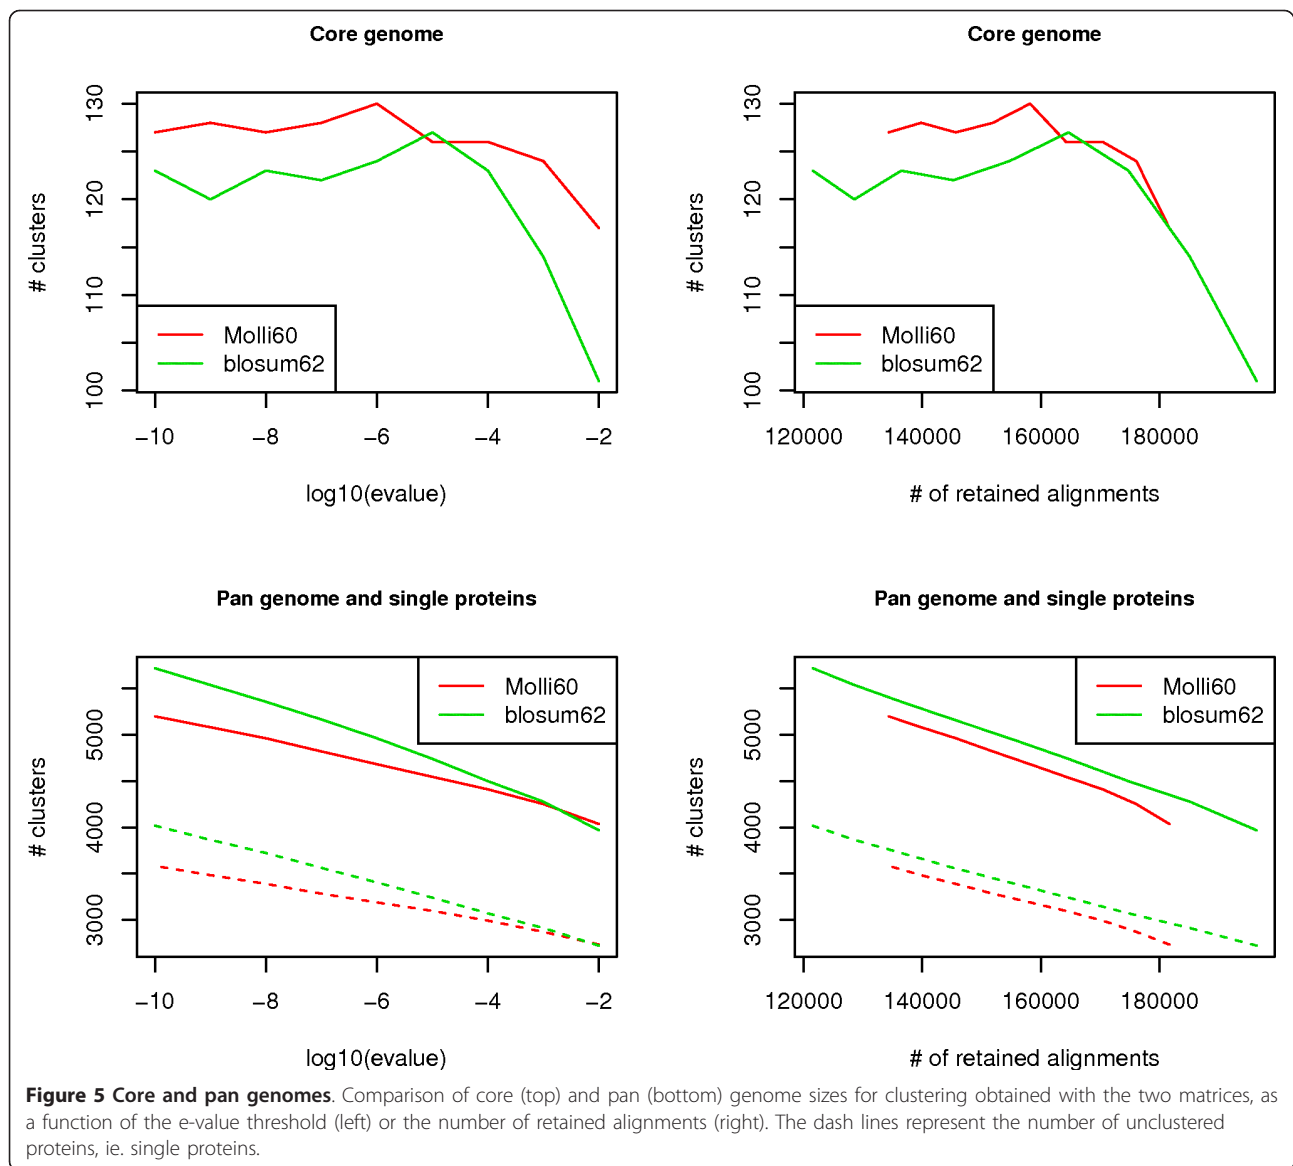 Core genome
130
120
110
100
# clusters
Molli60
blosum62
−10 −8 −6 −4 −2
log10(evalue)
Core genome
130
120
110
100
# clusters
Molli60
blosum62
120000 140000 160000 180000
# of retained alignments
Pan genome and single proteins
5000
4000
3000
# clusters
Molli60
blosum62
−10 −8 −6 −4 −2
log10(evalue)
Pan genome and single proteins
5000
4000
3000
# clusters
Molli60
blosum62
120000 140000 160000 180000
# of retained alignments
Figure 5 Core and pan genomes. Comparison of core (top) and pan (bottom) genome sizes for clustering obtained with the two matrices, as
a function of the e-value threshold (left) or the number of retained alignments (right). The dash lines represent the number of unclustered
proteins, ie. single proteins.